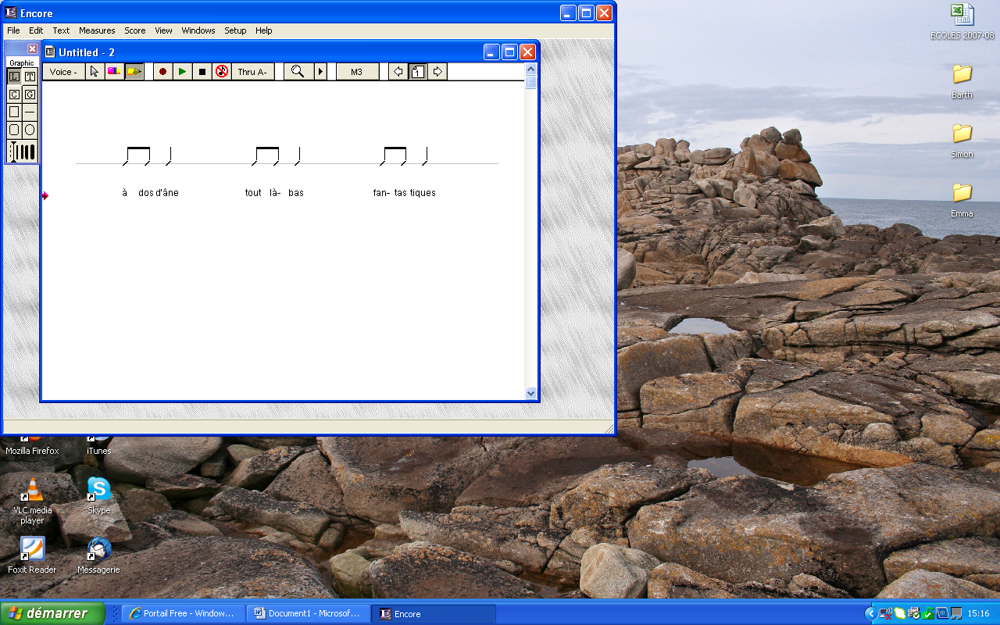 Encore
File Edit Text Measures Score View Windows Setup Help
Graphic
L T
C G
Untitled - 2
Voice - Thru A- M3 1
à dos d'âne tout là- bas fan- tas tiques
ECOLES 2007-08
Barth
Simon
Emma
Mozilla Firefox iTunes
VLC media player Skype
Foxit Reader Messagerie
démarrer Portail Free - Window... Document1 - Microsof... Encore 15:16